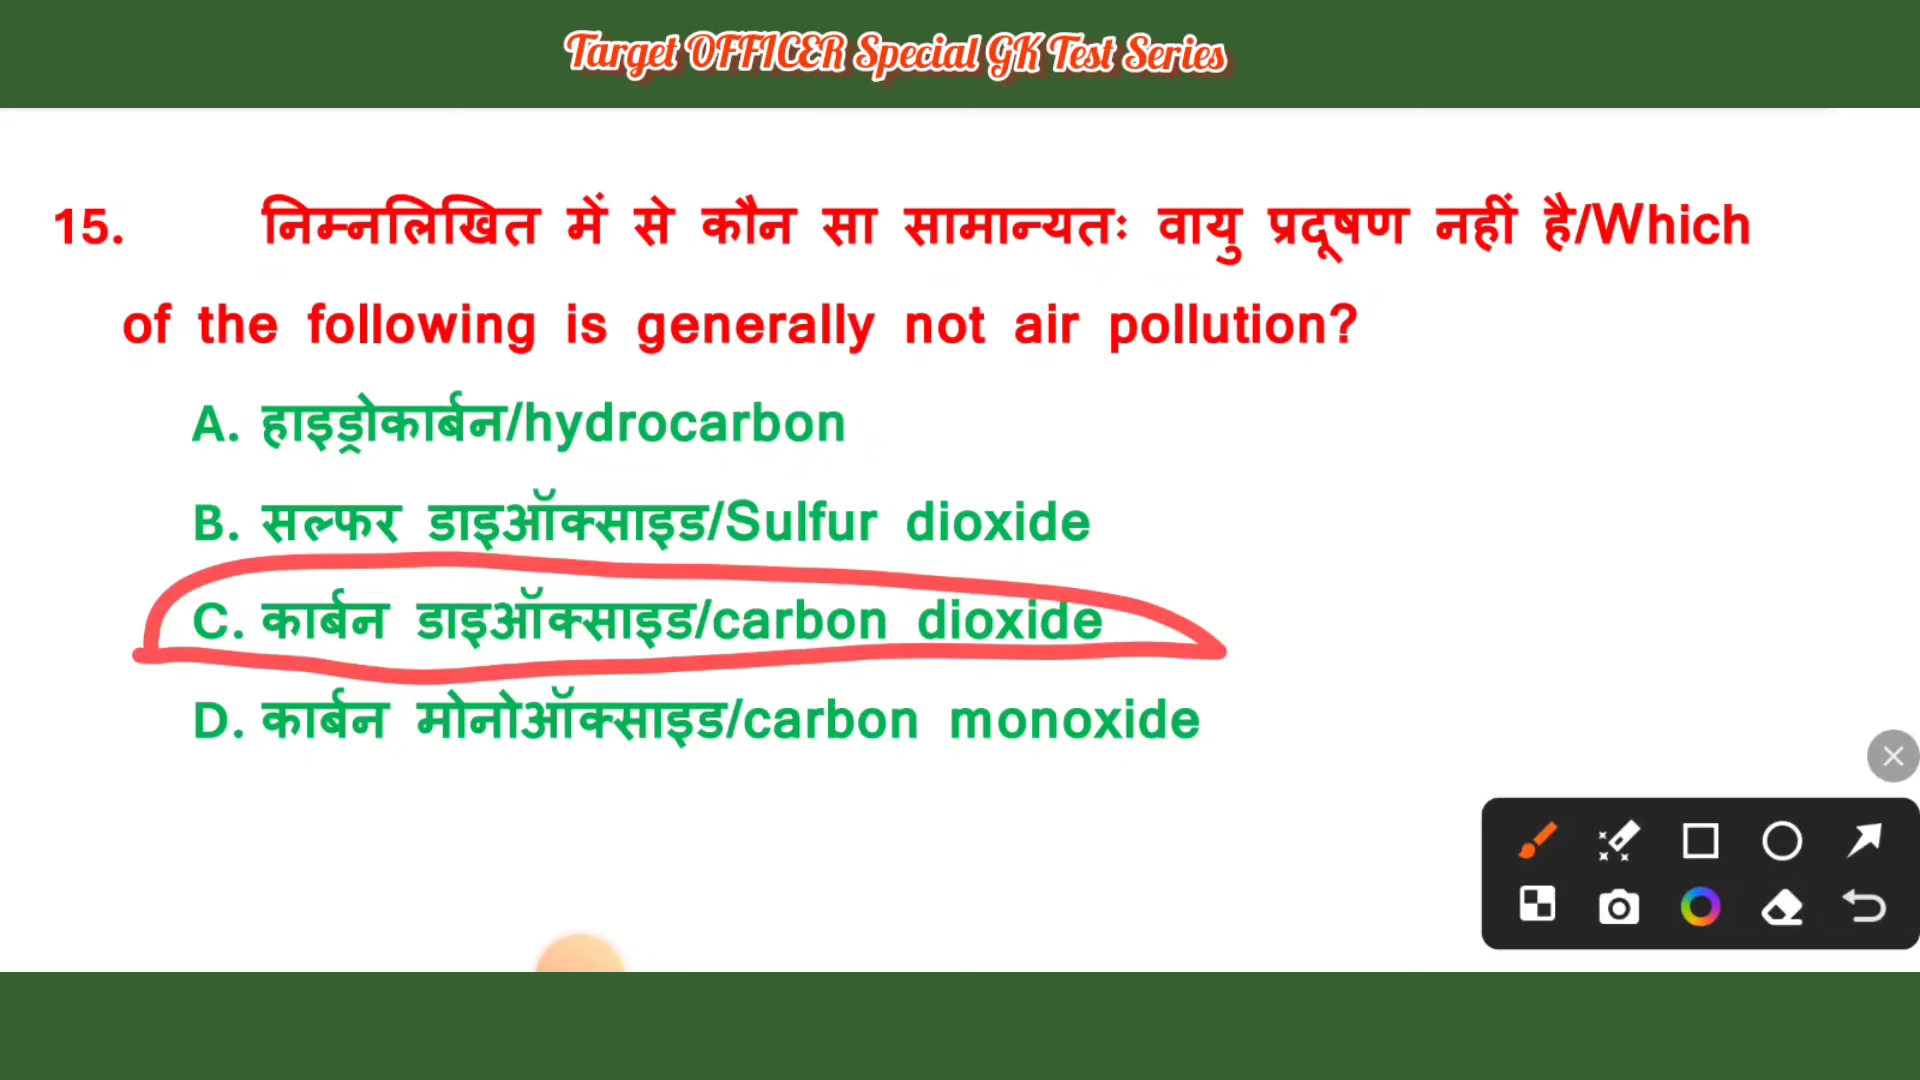 Target OFFICER Special GK Test Series
15. निम्नलिखित में से कौन सा सामान्यतः वायु प्रदूषण नहीं है/Which
of the following is generally not air pollution?
A. हाइड्रोकार्बन/hydrocarbon
B. सल्फर डाइऑक्साइड/Sulfur dioxide
C. कार्बन डाइऑक्साइड/carbon dioxide
D. कार्बन मोनोऑक्साइड/carbon monoxide